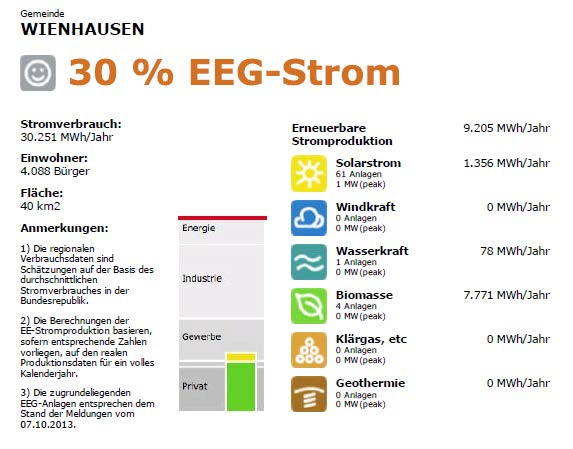 Gemeinde
WIENHAUSEN
30 % EEG-Strom
Stromverbrauch:
30.251 MWh/Jahr
Einwohner:
4.088 Bürger
Fläche:
40 km2
Anmerkungen:
1) Die regionalen
Verbrauchsdaten sind
Schätzungen auf der Basis des
durchschnittlichen
Stromverbrauches in der
Bundesrepublik.
2) Die Berechnungen der
EE-Stromproduktion basieren,
sofern entsprechende Zahlen
vorliegen, auf den realen
Produktionsdaten für ein volles
Kalenderjahr.
3) Die zugrundeliegenden
EEG-Anlagen entsprechen dem
Stand der Meldungen vom
07.10.2013.
Energie
Industrie
Gewerbe
Privat
Erneuerbare 9.205 MWh/Jahr
Stromproduktion
Solarstrom 1.356 MWh/Jahr
61 Anlagen
1 MW(peak)
Windkraft 0 MWh/Jahr
0 Anlagen
0 MW(peak)
Wasserkraft 78 MWh/Jahr
1 Anlagen
0 MW(peak)
Biomasse 7.771 MWh/Jahr
4 Anlagen
0 MW(peak)
Klärgas, etc 0 MWh/Jahr
0 Anlagen
0 MW(peak)
Geothermie 0 MWh/Jahr
0 Anlagen
0 MW(peak)